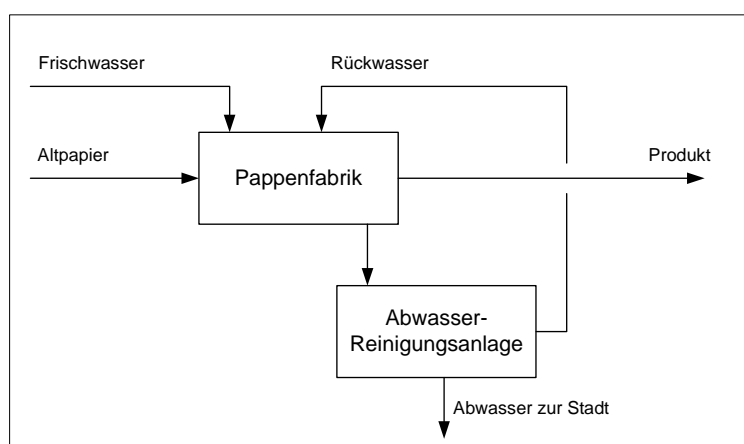 Frischwasser
Rückwasser
Altpapier
Produkt
Pappenfabrik
Abwasser-
Reinigungsanlage
Abwasser zur Stadt